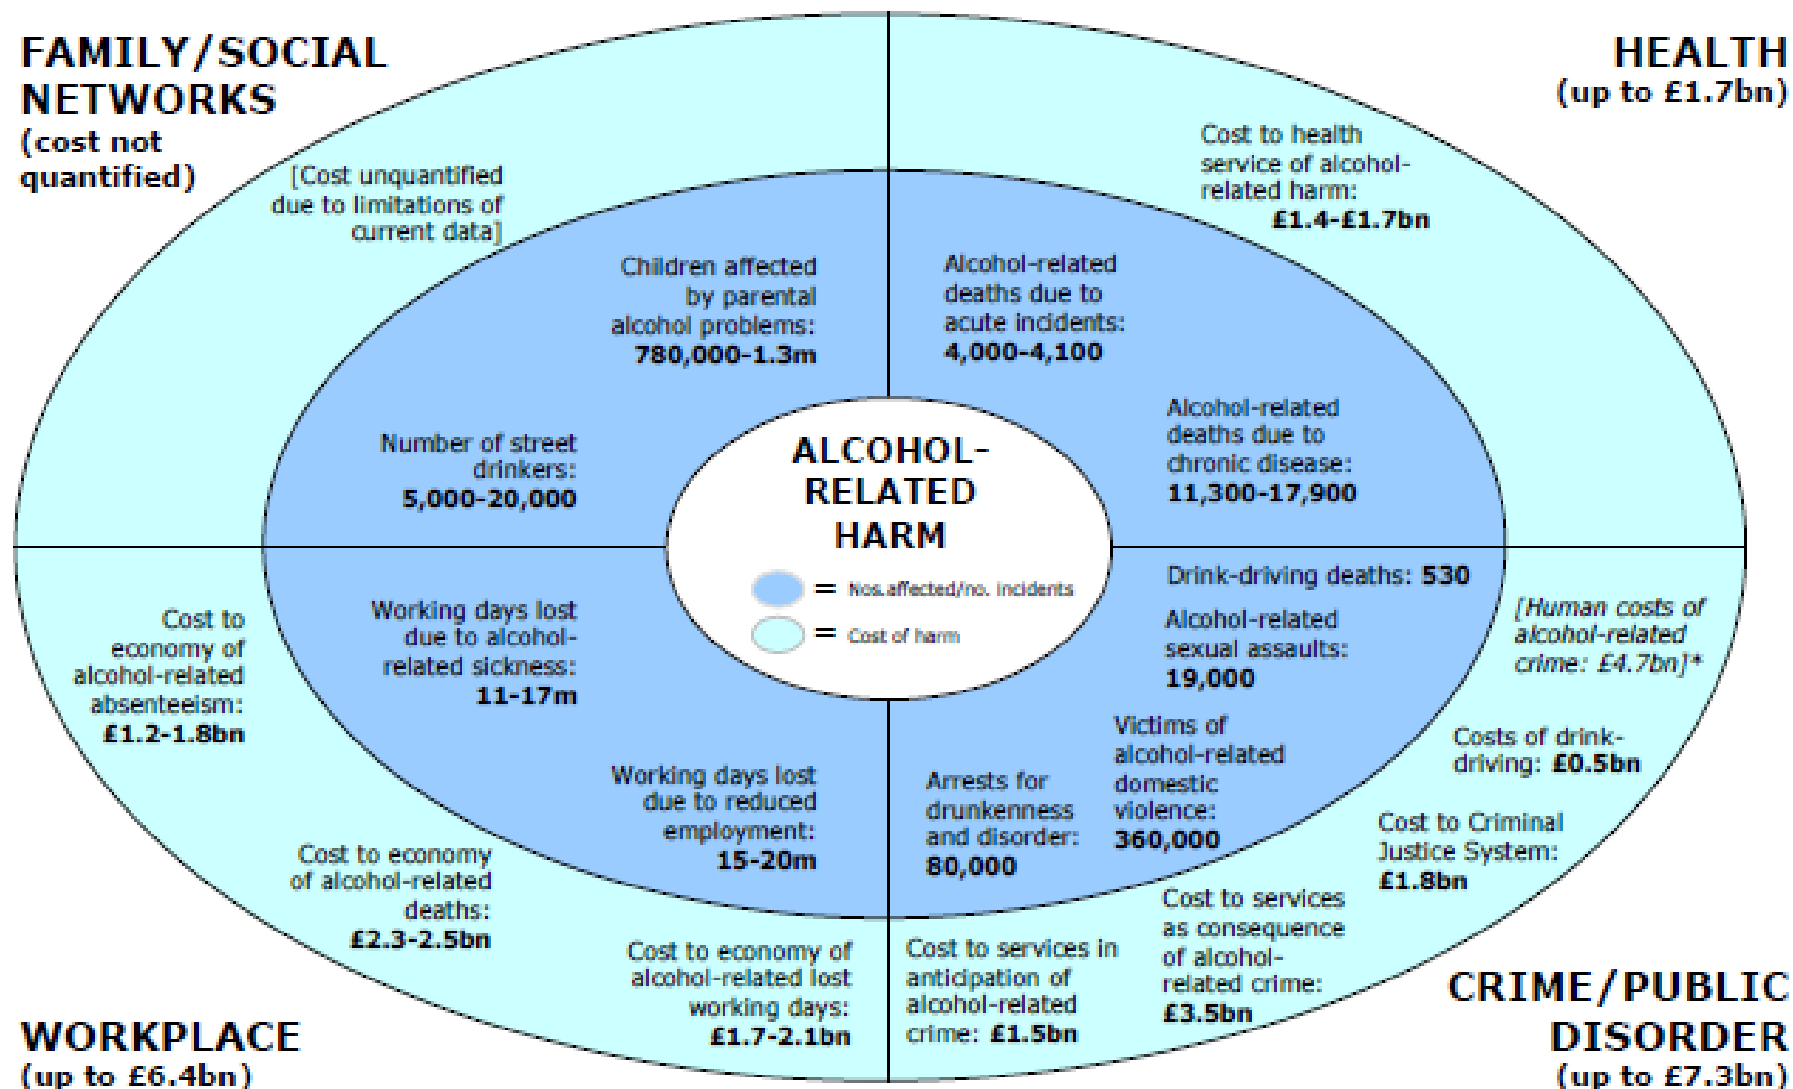 FAMILY/SOCIAL
NETWORKS
(cost not
quantified)
[Cost unquantified
due to limitations of
current data]
Children affected
by parental
alcohol problems:
780,000-1.3m
Number of street
drinkers:
5,000-20,000
HEALTH
(up to £1.7bn)
Cost to health
service of alcohol-
related harm:
£1.4-£1.7bn
Alcohol-related
deaths due to
acute incidents:
4,000-4,100
Alcohol-related
deaths due to
chronic disease:
11,300-17,900
ALCOHOL-
RELATED
HARM
= Nos.affected/no. incidents
= Cost of harm
Cost to
economy of
alcohol-related
absenteeism:
£1.2-1.8bn
Working days lost
due to alcohol-
related sickness:
11-17m
Working days lost
due to reduced
employment:
15-20m
Cost to economy
of alcohol-related
deaths:
£2.3-2.5bn
Cost to economy of
alcohol-related lost
working days:
£1.7-2.1bn
WORKPLACE
(up to £6.4bn)
Drink-driving deaths: 530
Alcohol-related
sexual assaults:
19,000
Victims of
alcohol-related
domestic
violence:
360,000
Arrests for
drunkenness
and disorder:
80,000
[Human costs of
alcohol-related
crime: £4.7bn]*
Costs of drink-
driving: £0.5bn
Cost to Criminal
Justice System:
£1.8bn
Cost to services
as consequence
of alcohol-
related crime:
£3.5bn
Cost to services in
anticipation of
alcohol-related
crime: £1.5bn
CRIME/PUBLIC
DISORDER
(up to £7.3bn)